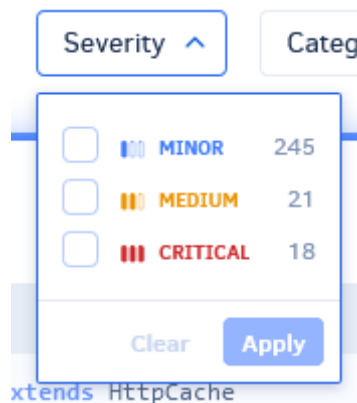 Severity Categ
MINOR 245
MEDIUM 21
CRITICAL 18
Clear Apply
xtends HttpCache